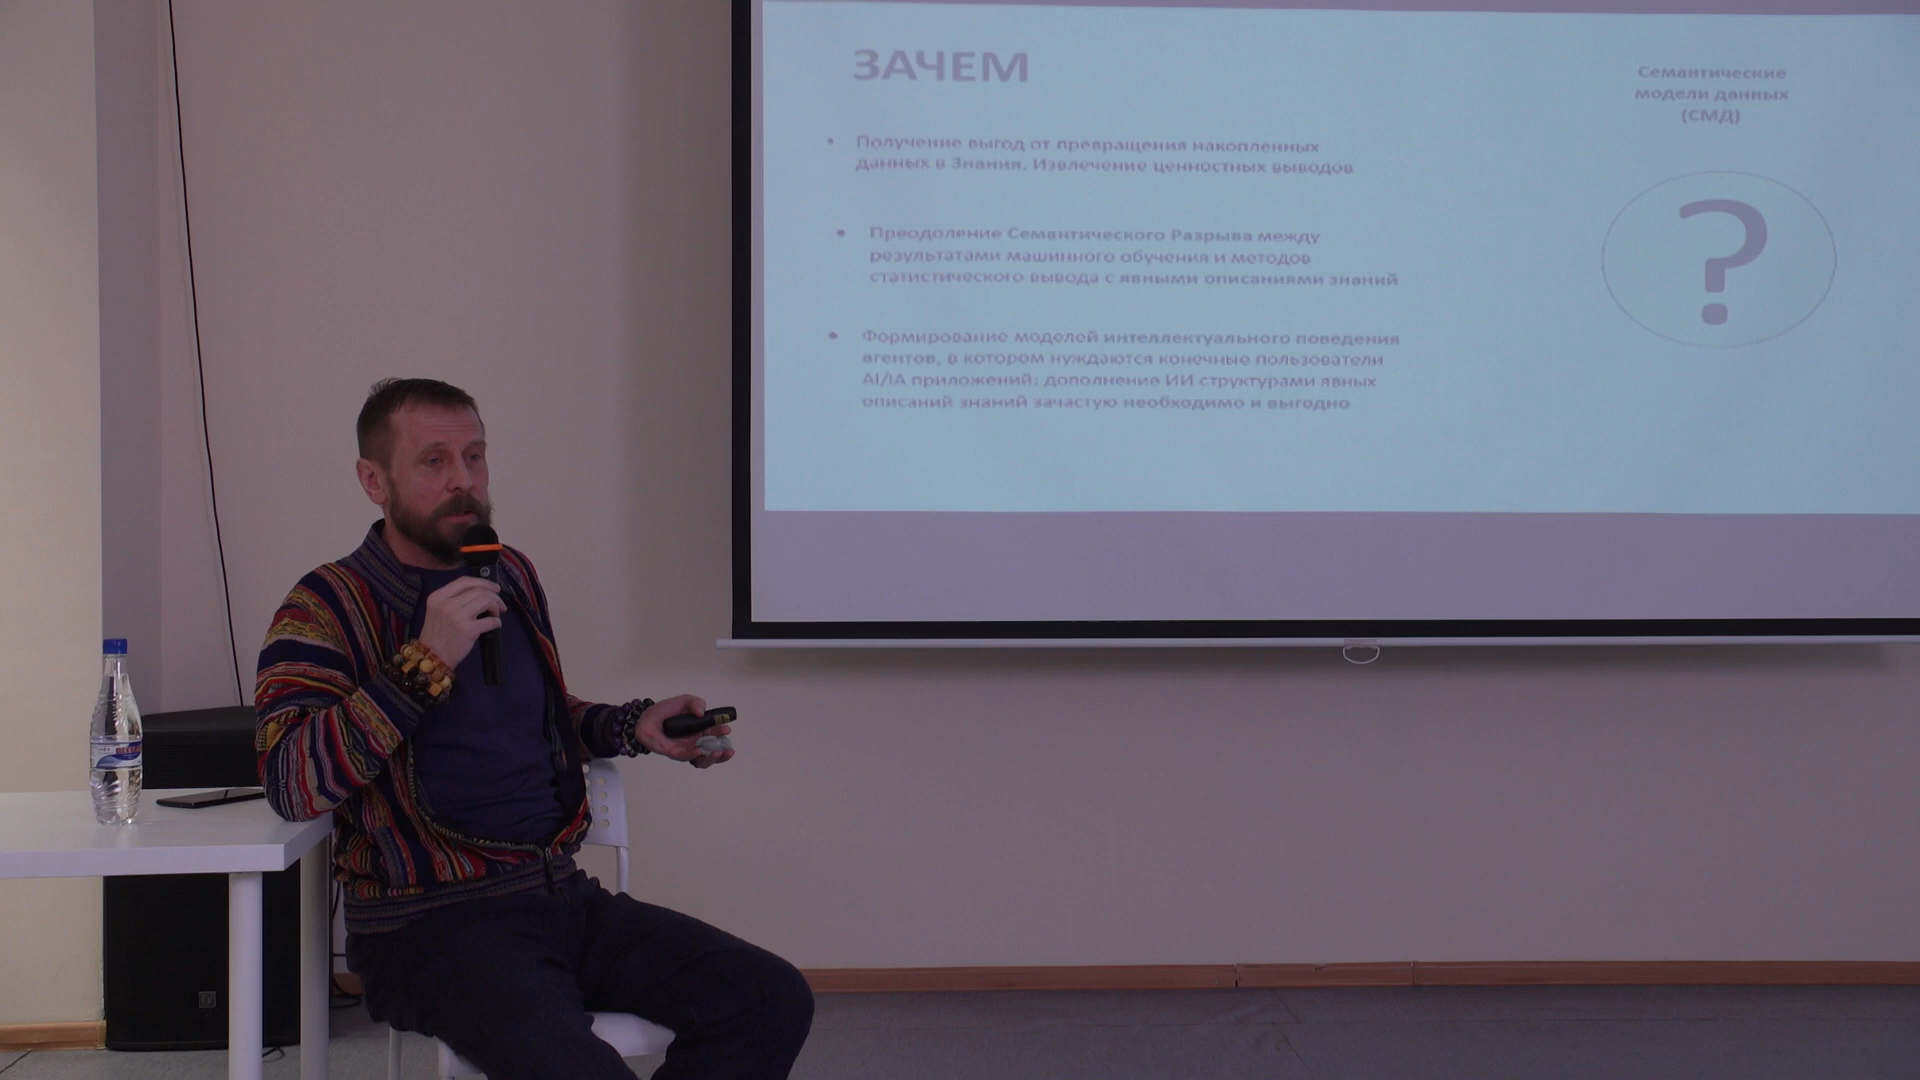 ЗАЧЕМ
Семантические
модели данных
(СМД)
• Получение выгод от превращения накопленных
данных в Знания. Извлечение ценностных выводов
• Преодоление Семантического Разрыва между
результатами машинного обучения и методов
статистического вывода с явными описаниями знаний
• Формирование моделей интеллектуального поведения
агентов, в котором нуждаются конечные пользователи
AI/IA приложений: дополнение ИИ структурами явных
описаний знаний зачастую необходимо и выгодно
?